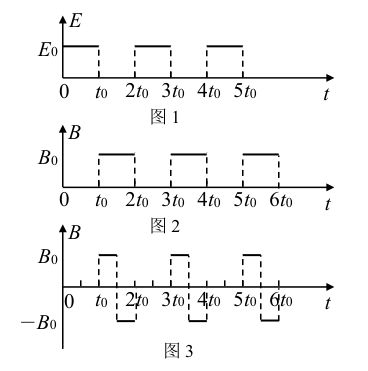 E
E₀
0 t₀ 2t₀ 3t₀ 4t₀ 5t₀ t
图 1
B
B₀
0 t₀ 2t₀ 3t₀ 4t₀ 5t₀ 6t₀ t
图 2
B
B₀
0 t₀ 2t₀ 3t₀ 4t₀ 5t₀ 6t₀ t
－B₀
图 3